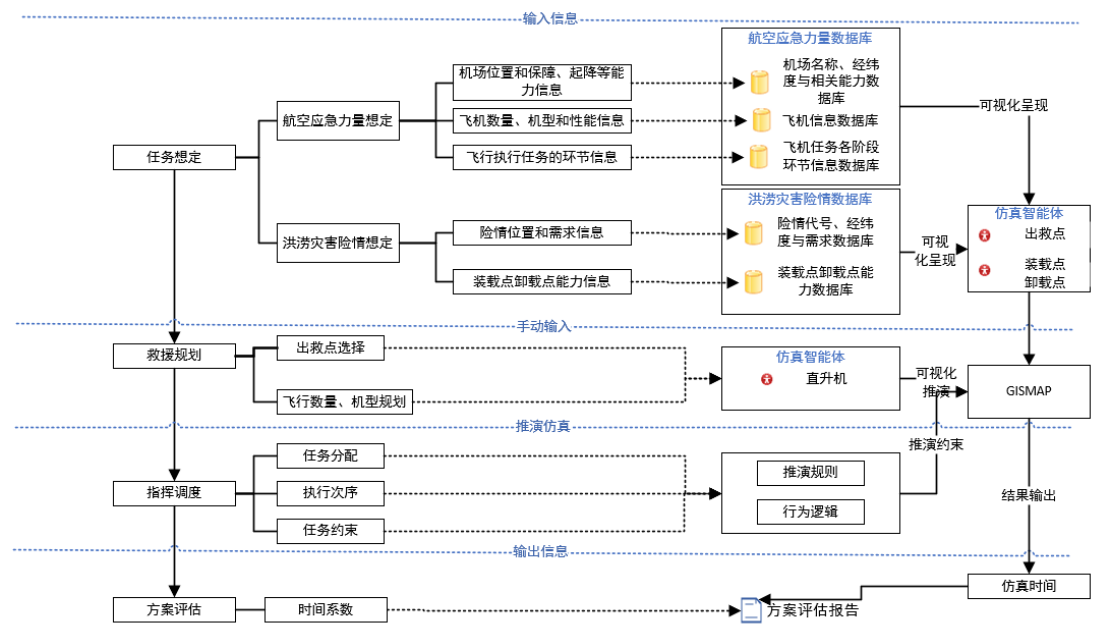 输入信息
航空应急力量数据库
机场位置和保障、起降等能
力信息
机场名称、经纬
度与相关能力数
据库
可视化呈现
航空应急力量想定
飞机数量、机型和性能信息
飞机信息数据库
任务想定
飞行执行任务的环节信息
飞机任务各阶段
环节信息数据库
洪涝灾害险情数据库
仿真智能体
出救点
装载点
卸载点
洪涝灾害险情想定
险情位置和需求信息
险情代号、经纬
度与需求数据库
可视
化呈现
装载点卸载点能力信息
装载点卸载点能
力数据库
手动输入
救援规划
出救点选择
飞行数量、机型规划
仿真智能体
直升机
可视化
推演
GISMAP
推演仿真
任务分配
指挥调度
执行次序
任务约束
推演规则
行为逻辑
推演约束
结果输出
输出信息
仿真时间
方案评估
时间系数
方案评估报告